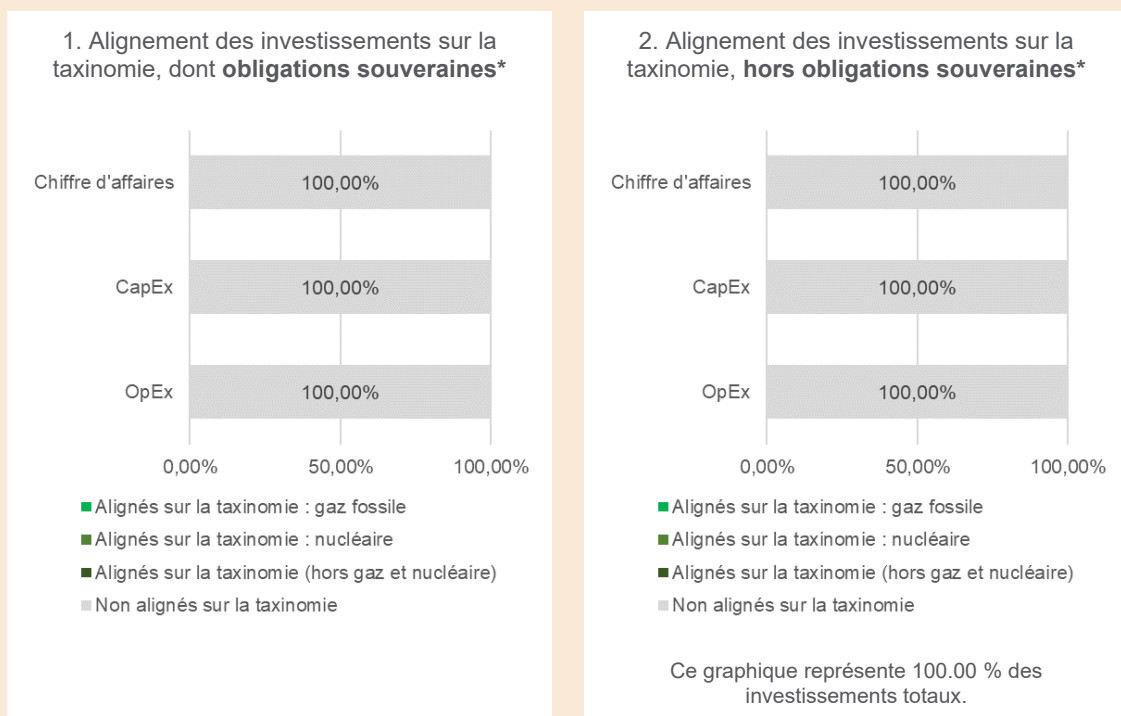 1. Alignement des investissements sur la
taxinomie, dont obligations souveraines*
Chiffre d'affaires
100,00%
CapEx
100,00%
OpEx
100,00%
0,00%
50,00%
100,00%
Alignés sur la taxinomie : gaz fossile
Alignés sur la taxinomie : nucléaire
Alignés sur la taxinomie (hors gaz et nucléaire)
Non alignés sur la taxinomie
2. Alignement des investissements sur la
taxinomie, hors obligations souveraines*
Chiffre d'affaires
100,00%
CapEx
100,00%
OpEx
100,00%
0,00%
50,00%
100,00%
Alignés sur la taxinomie : gaz fossile
Alignés sur la taxinomie : nucléaire
Alignés sur la taxinomie (hors gaz et nucléaire)
Non alignés sur la taxinomie
Ce graphique représente 100.00 % des
investissements totaux.